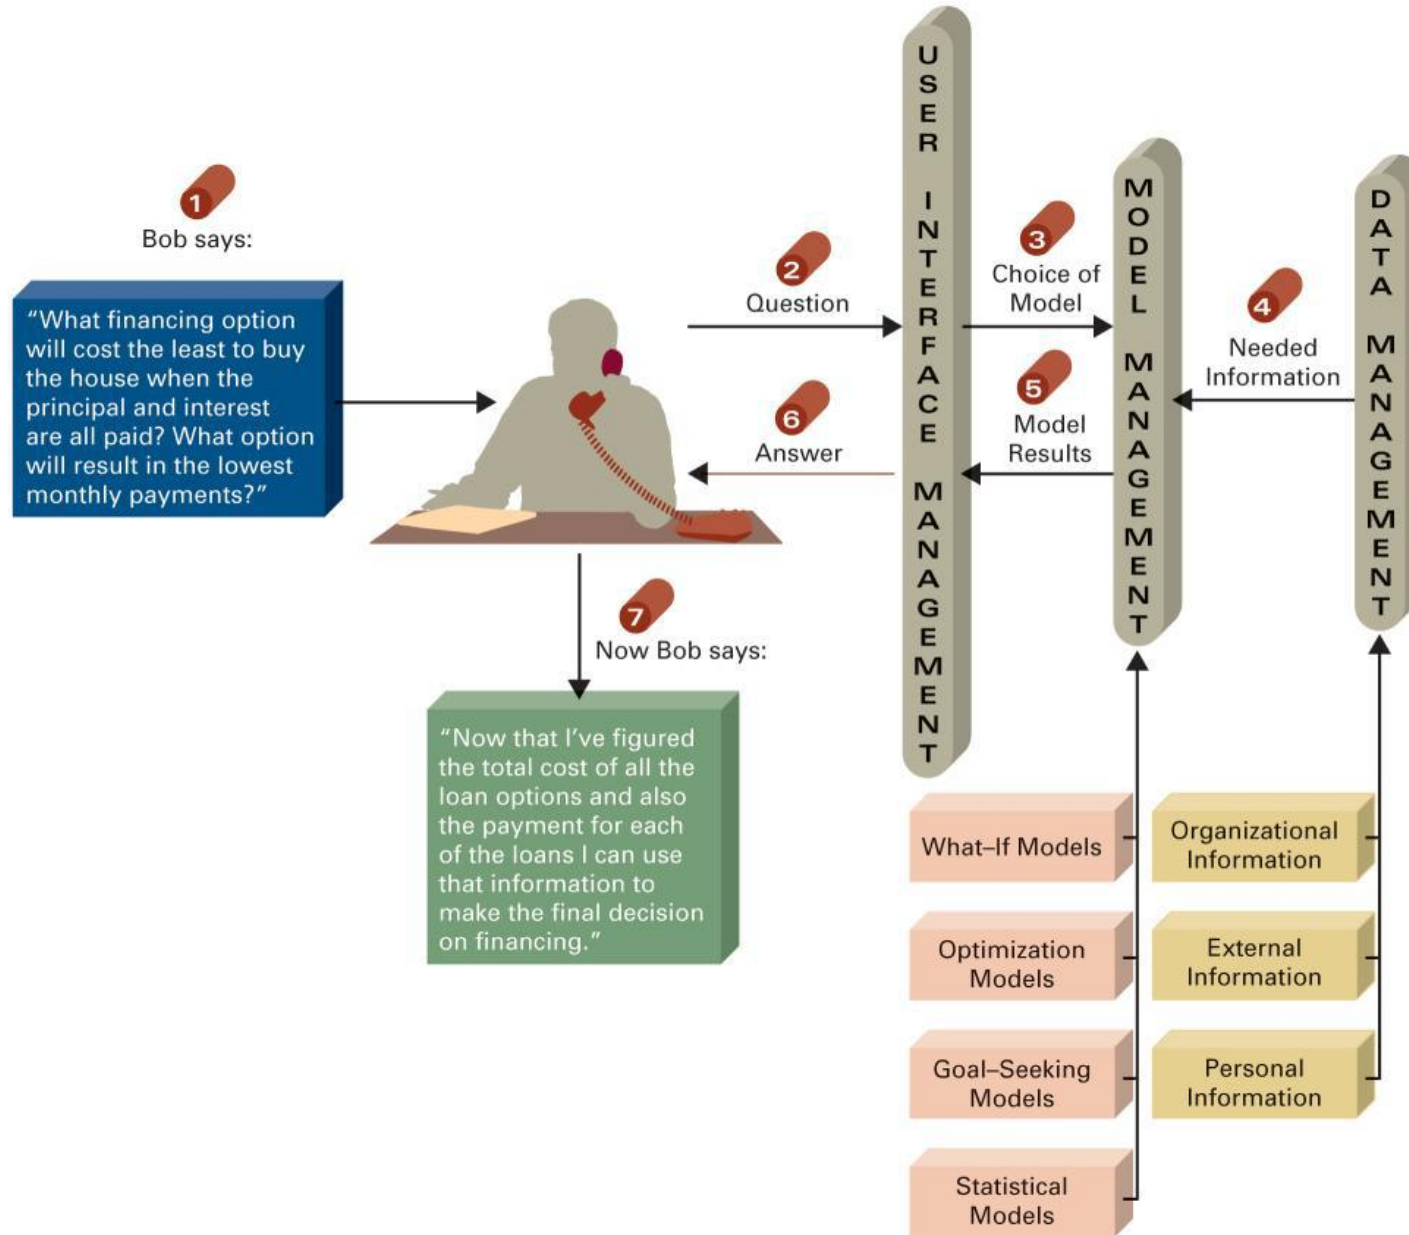 1
Bob says:
“What financing option
will cost the least to buy
the house when the
principal and interest
are all paid? What option
will result in the lowest
monthly payments?”
2
Question
6
Answer
7
Now Bob says:
“Now that I’ve figured
the total cost of all the
loan options and also
the payment for each
of the loans I can use
that information to
make the final decision
on financing.”
USER INTERFACE MANAGEMENT
3
Choice of
Model
5
Model
Results
MODEL MANAGEMENT
4
Needed
Information
DATA MANAGEMENT
What–If Models
Optimization
Models
Goal–Seeking
Models
Statistical
Models
Organizational
Information
External
Information
Personal
Information